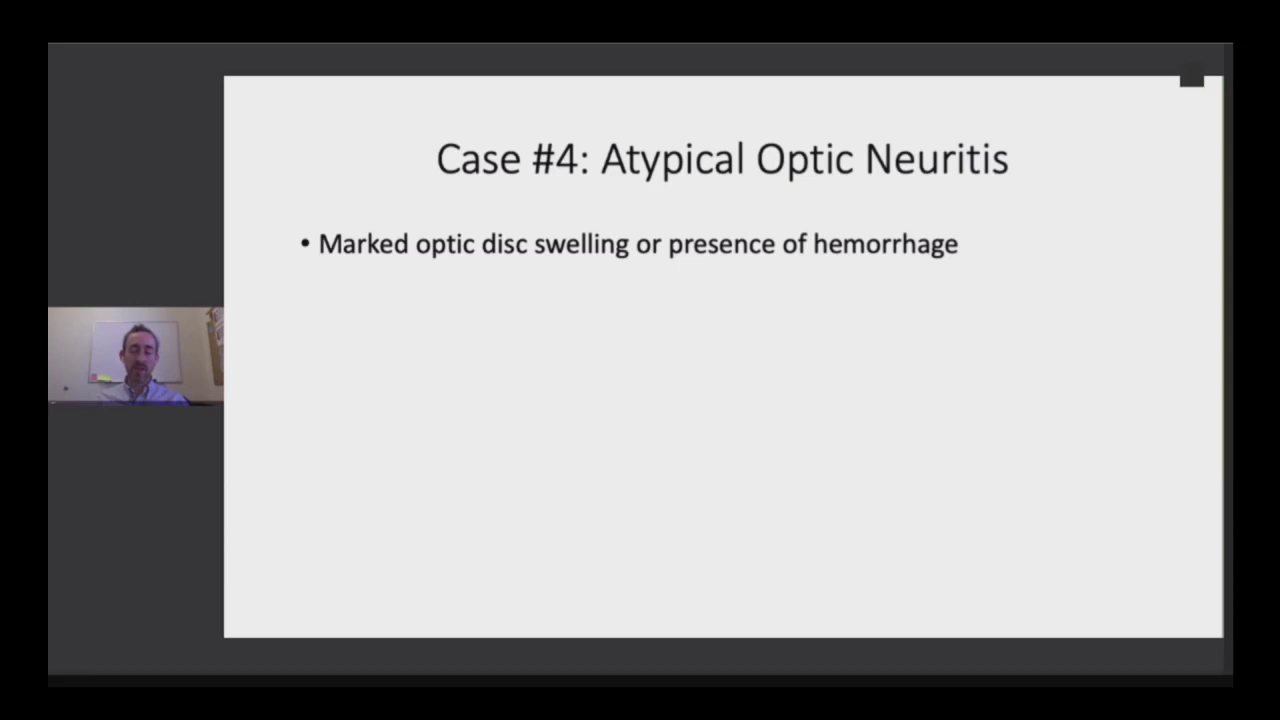 Case #4: Atypical Optic Neuritis
• Marked optic disc swelling or presence of hemorrhage